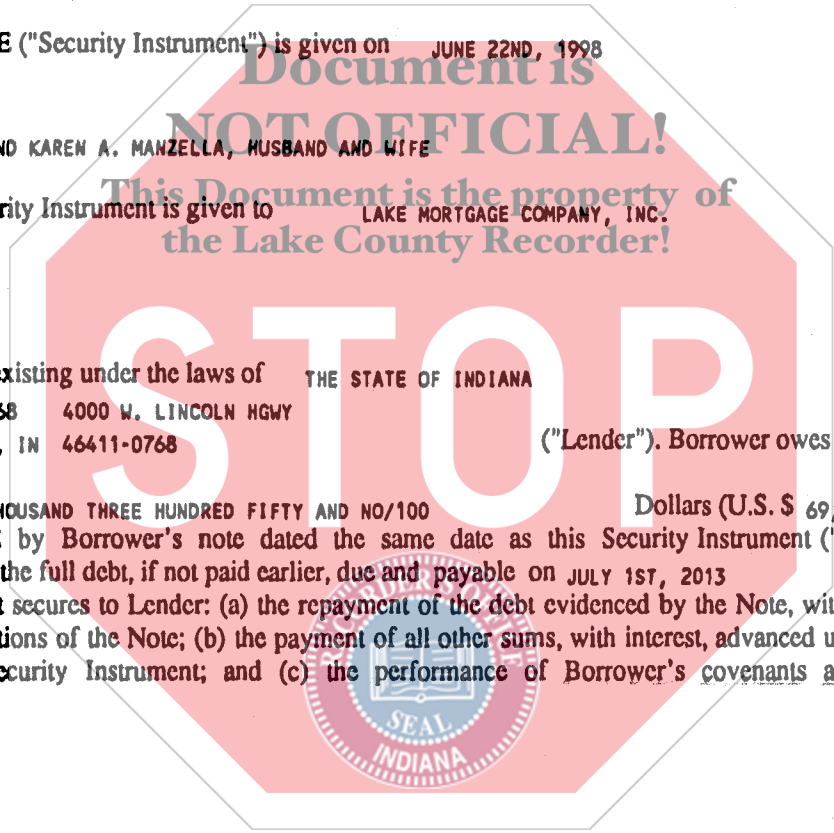 E ("Security Instrument") is given on JUNE 22ND, 1998
Document is
NOT OFFICIAL!
ND KAREN A. MANZELLA, HUSBAND AND WIFE
This Document is the property of
rity Instrument is given to LAKE MORTGAGE COMPANY, INC.
the Lake County Recorder!
STOP
xisting under the laws of THE STATE OF INDIANA
68 4000 W. LINCOLN HGWY
, IN 46411-0768 ("Lender"). Borrower owes
HOUSAND THREE HUNDRED FIFTY AND NO/100 Dollars (U.S. $ 69,
by Borrower's note dated the same date as this Security Instrument ("
the full debt, if not paid earlier, due and payable on JULY 1ST, 2013
t secures to Lender: (a) the repayment of the debt evidenced by the Note, wit
tions of the Note; (b) the payment of all other sums, with interest, advanced u
ecurity Instrument; and (c) the performance of Borrower's covenants a
RECORDER'S OFFICE
SEAL
INDIANA